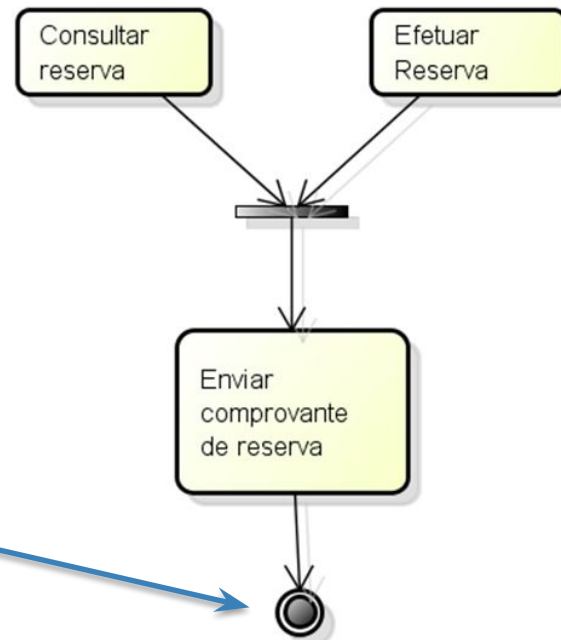 Consultar
reserva
Efetuar
Reserva
Enviar
comprovante
de reserva